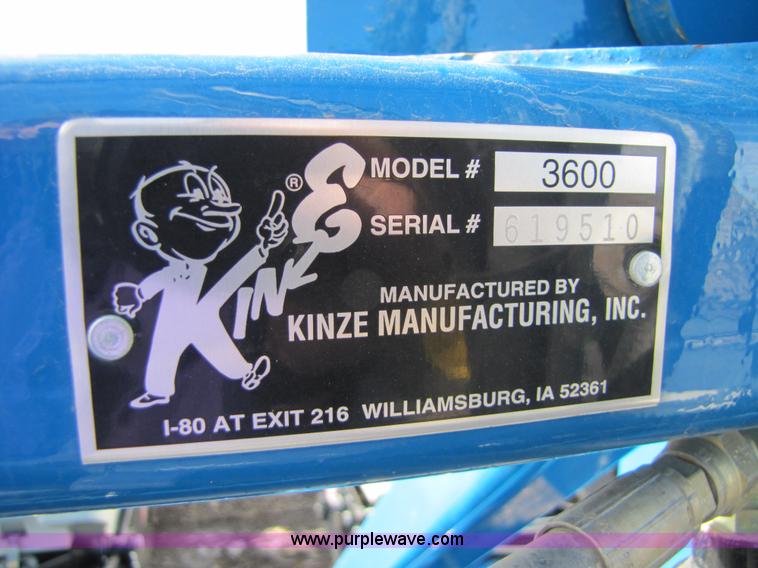 MODEL # 3600
SERIAL # 619510
KINZE ®
MANUFACTURED BY
KINZE MANUFACTURING, INC.
I-80 AT EXIT 216 WILLIAMSBURG, IA 52361
www.purplewave.com